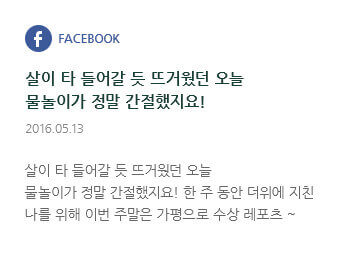 FACEBOOK
살이 타 들어갈 듯 뜨거웠던 오늘
물놀이가 정말 간절했지요!
2016.05.13
살이 타 들어갈 듯 뜨거웠던 오늘
물놀이가 정말 간절했지요! 한 주 동안 더위에 지친
나를 위해 이번 주말은 가평으로 수상 레포츠 ~